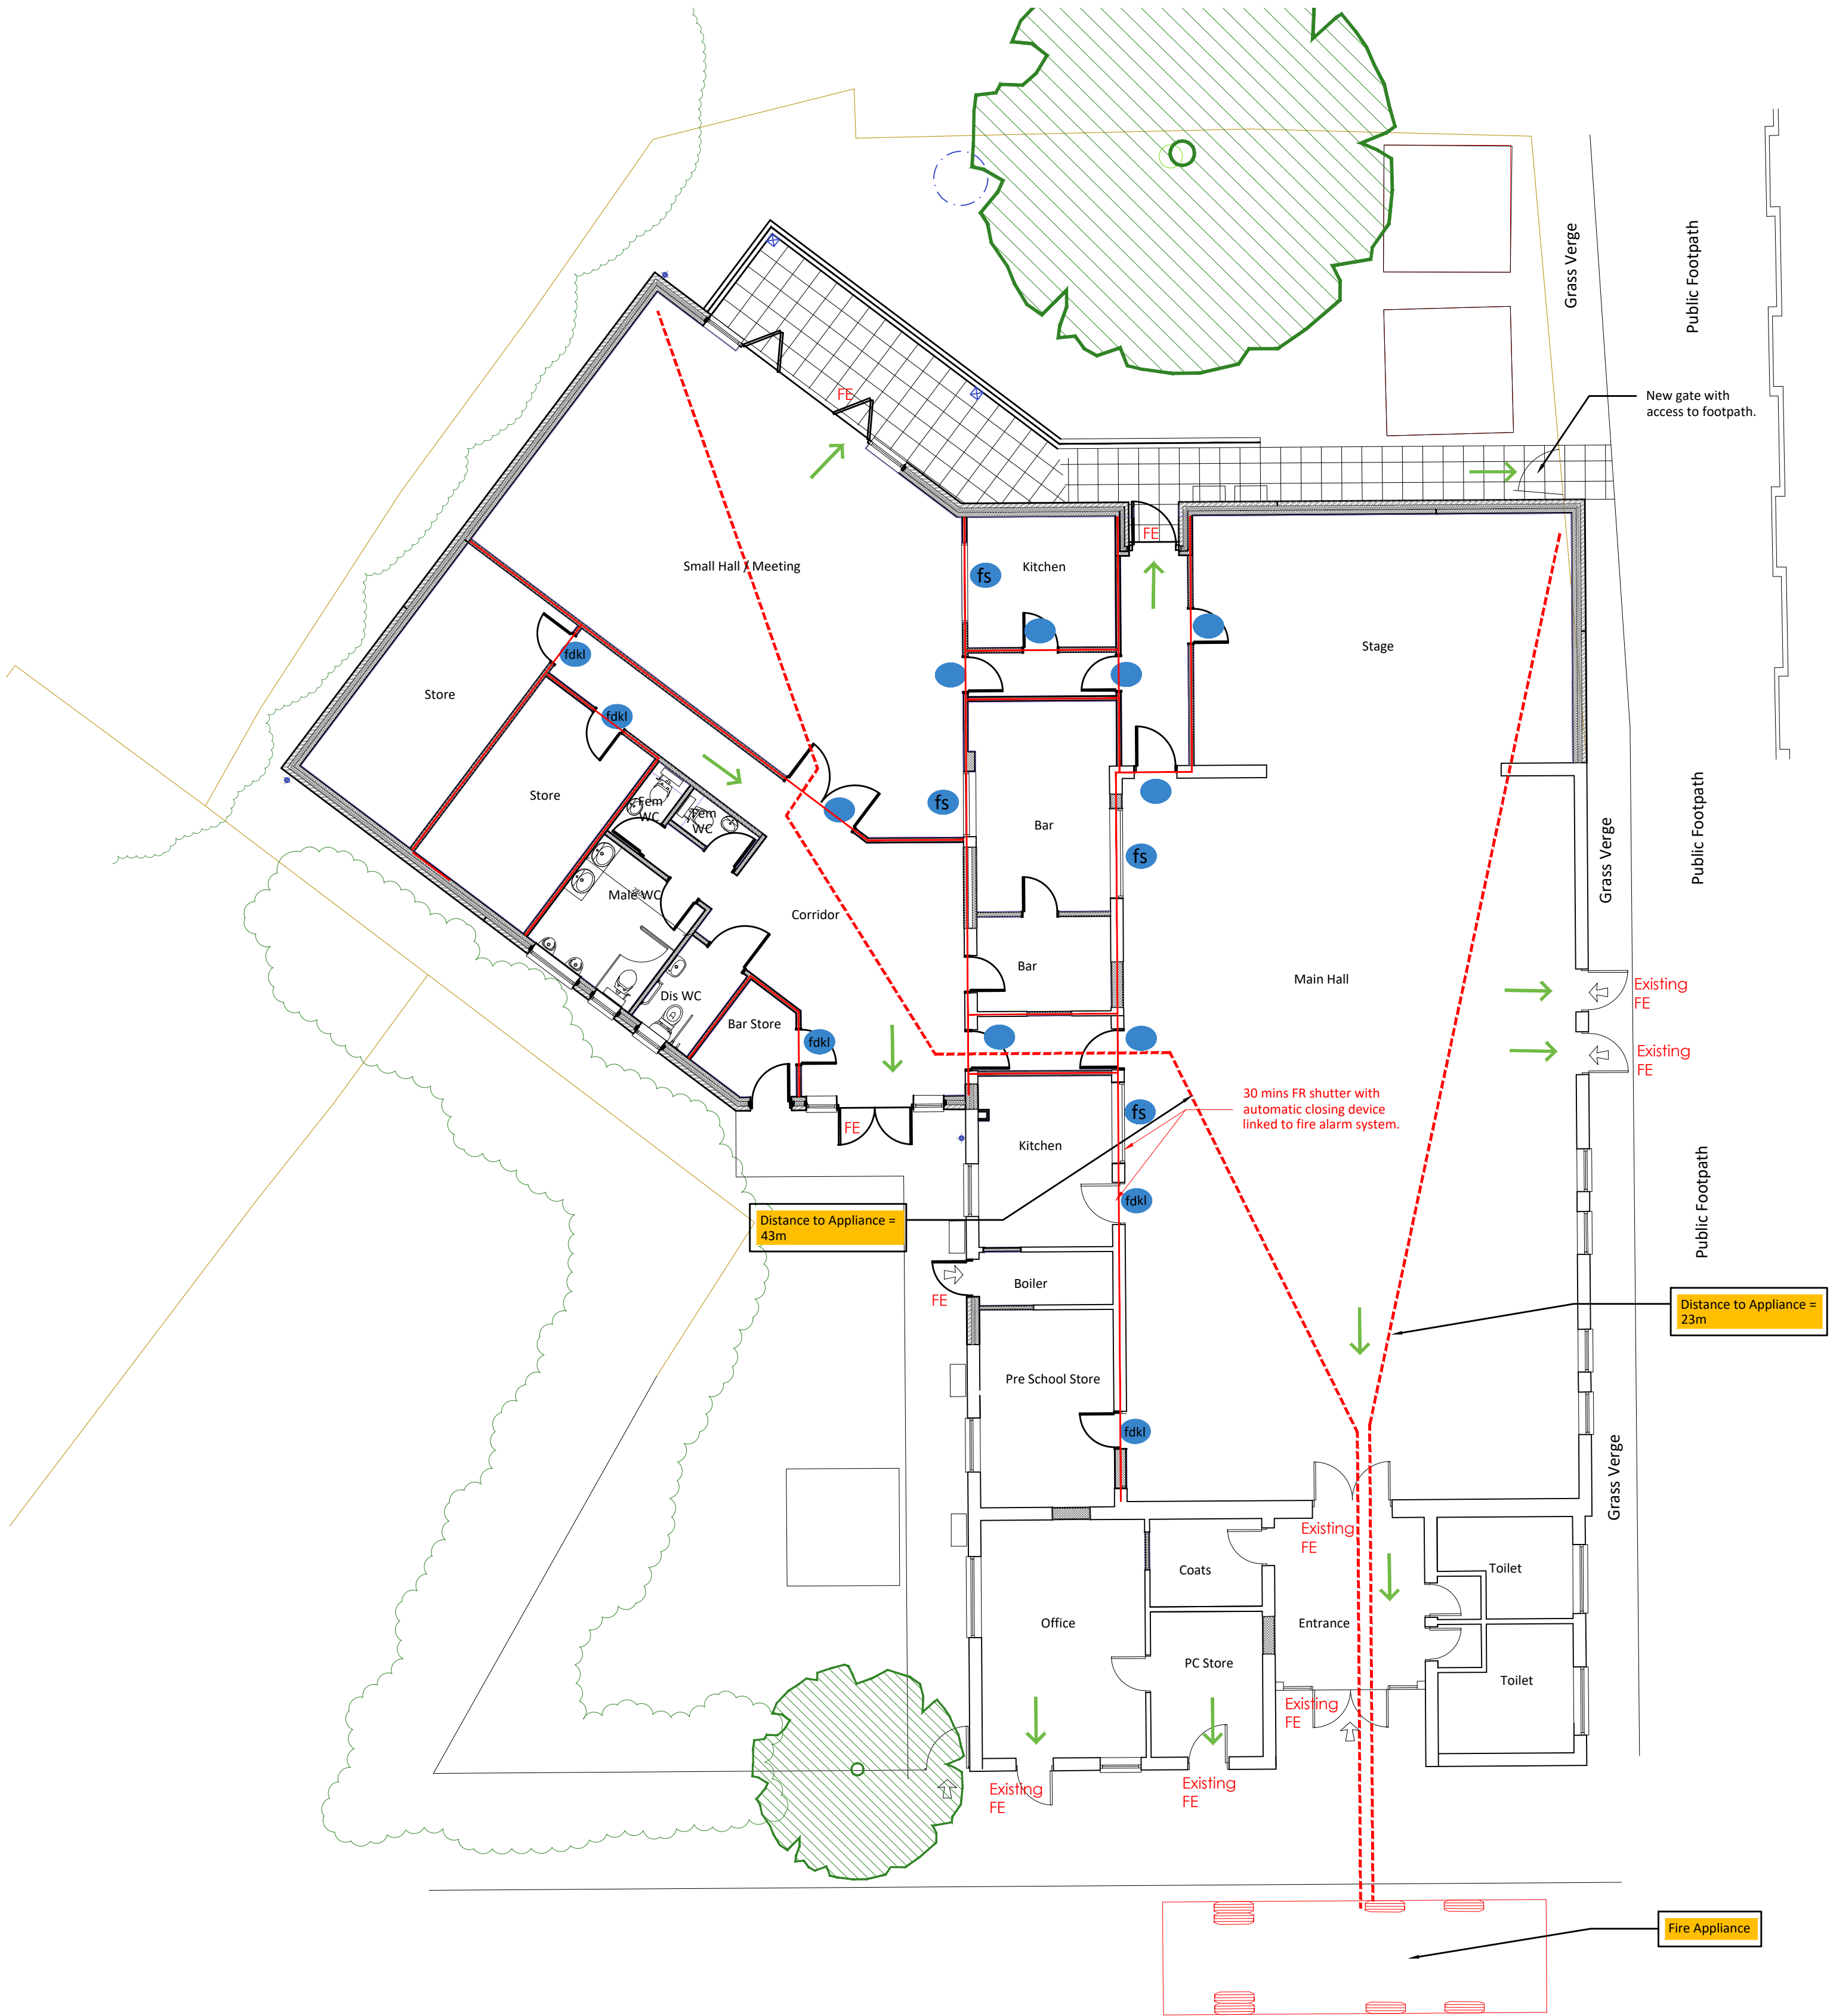 Grass Verge
Public Footpath
New gate with
access to footpath.
FE
FE
Small Hall / Meeting
fs
Kitchen
Stage
fdkl
Store
fdkl
Store
Fem
WC
Fem
WC
fs
Bar
fs
Grass Verge
Public Footpath
Male WC
Corridor
Bar
Main Hall
Existing
FE
Dis WC
Bar Store
fdkl
Existing
FE
30 mins FR shutter with
automatic closing device
linked to fire alarm system.
FE
fs
Kitchen
fdkl
Public Footpath
Distance to Appliance =
43m
Boiler
FE
Distance to Appliance =
23m
Pre School Store
fdkl
Grass Verge
Existing
FE
Coats
Toilet
Office
Entrance
PC Store
Toilet
Existing
FE
Existing
FE
Existing
FE
Fire Appliance